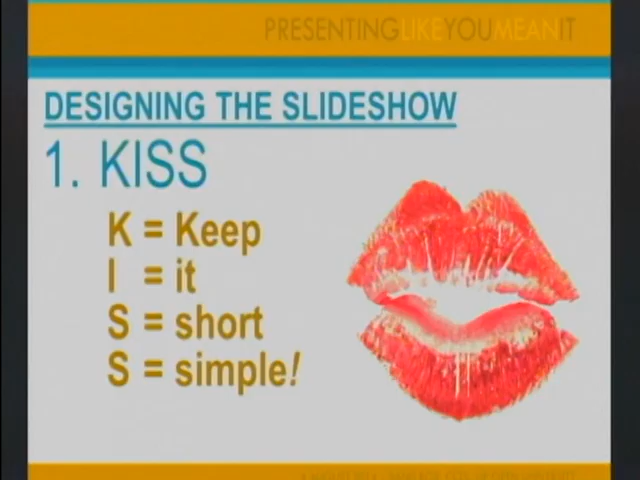 PRESENTINGLIKEYOUMEANIT
DESIGNING THE SLIDESHOW
1. KISS
K = Keep
I = it
S = short
S = simple!